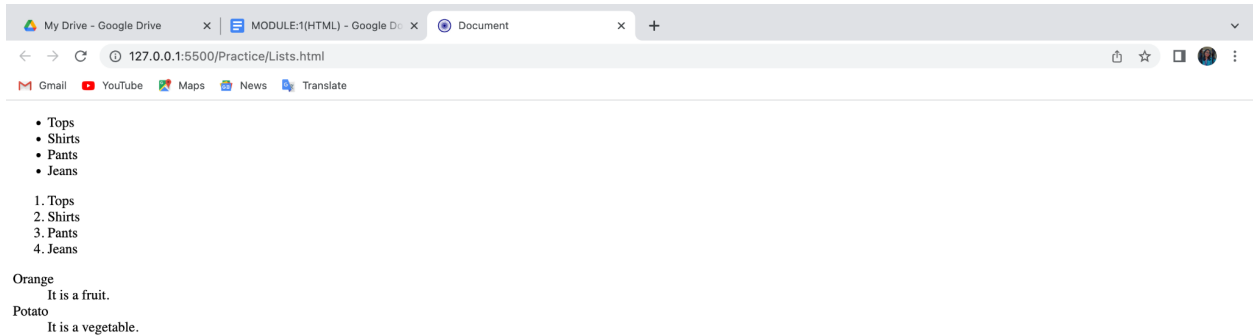 My Drive - Google Drive
MODULE:1(HTML) - Google Do
Document
127.0.0.1:5500/Practice/Lists.html
Gmail YouTube Maps News Translate
• Tops
• Shirts
• Pants
• Jeans
1. Tops
2. Shirts
3. Pants
4. Jeans
Orange
It is a fruit.
Potato
It is a vegetable.